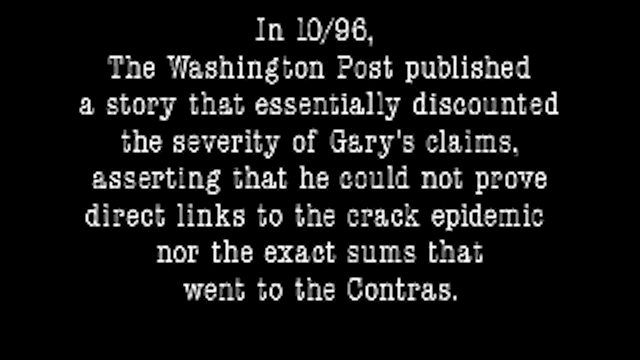 In 10/96,
The Washington Post published
a story that essentially discounted
the severity of Gary's claims,
asserting that he could not prove
direct links to the crack epidemic
nor the exact sums that
went to the Contras.